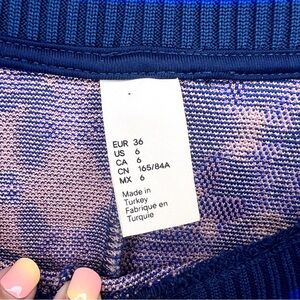 EUR 36
US 6
CA 6
CN 165/84A
MX 6
Made in
Turkey
Fabriqué en
Turquie